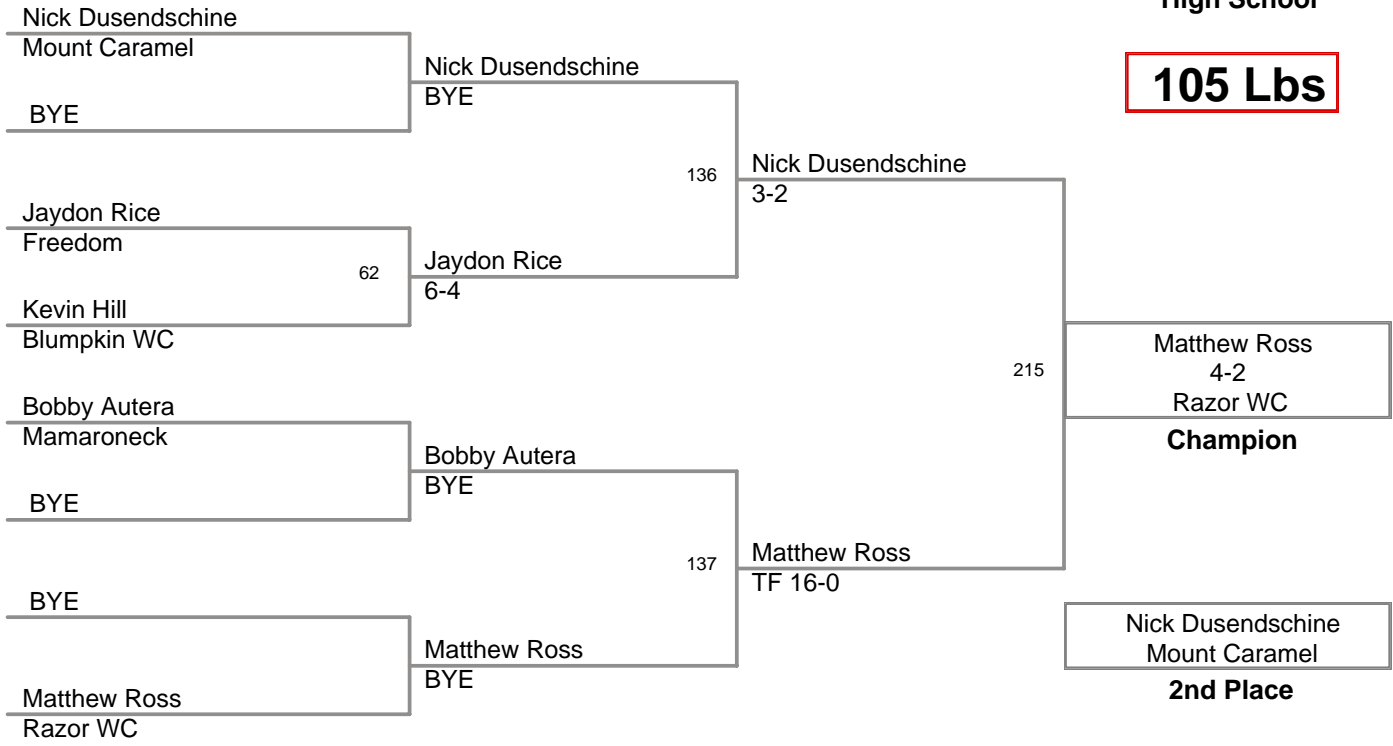 High School
105 Lbs
Nick Dusendschine
Mount Caramel
BYE
Jaydon Rice
Freedom
62
Kevin Hill
Blumpkin WC
Bobby Autera
Mamaroneck
BYE
BYE
Matthew Ross
Razor WC
Nick Dusendschine
BYE
136
Jaydon Rice
6-4
Bobby Autera
BYE
137
Matthew Ross
BYE
Nick Dusendschine
3-2
215
Matthew Ross
TF 16-0
Matthew Ross
4-2
Razor WC
Champion
Nick Dusendschine
Mount Caramel
2nd Place